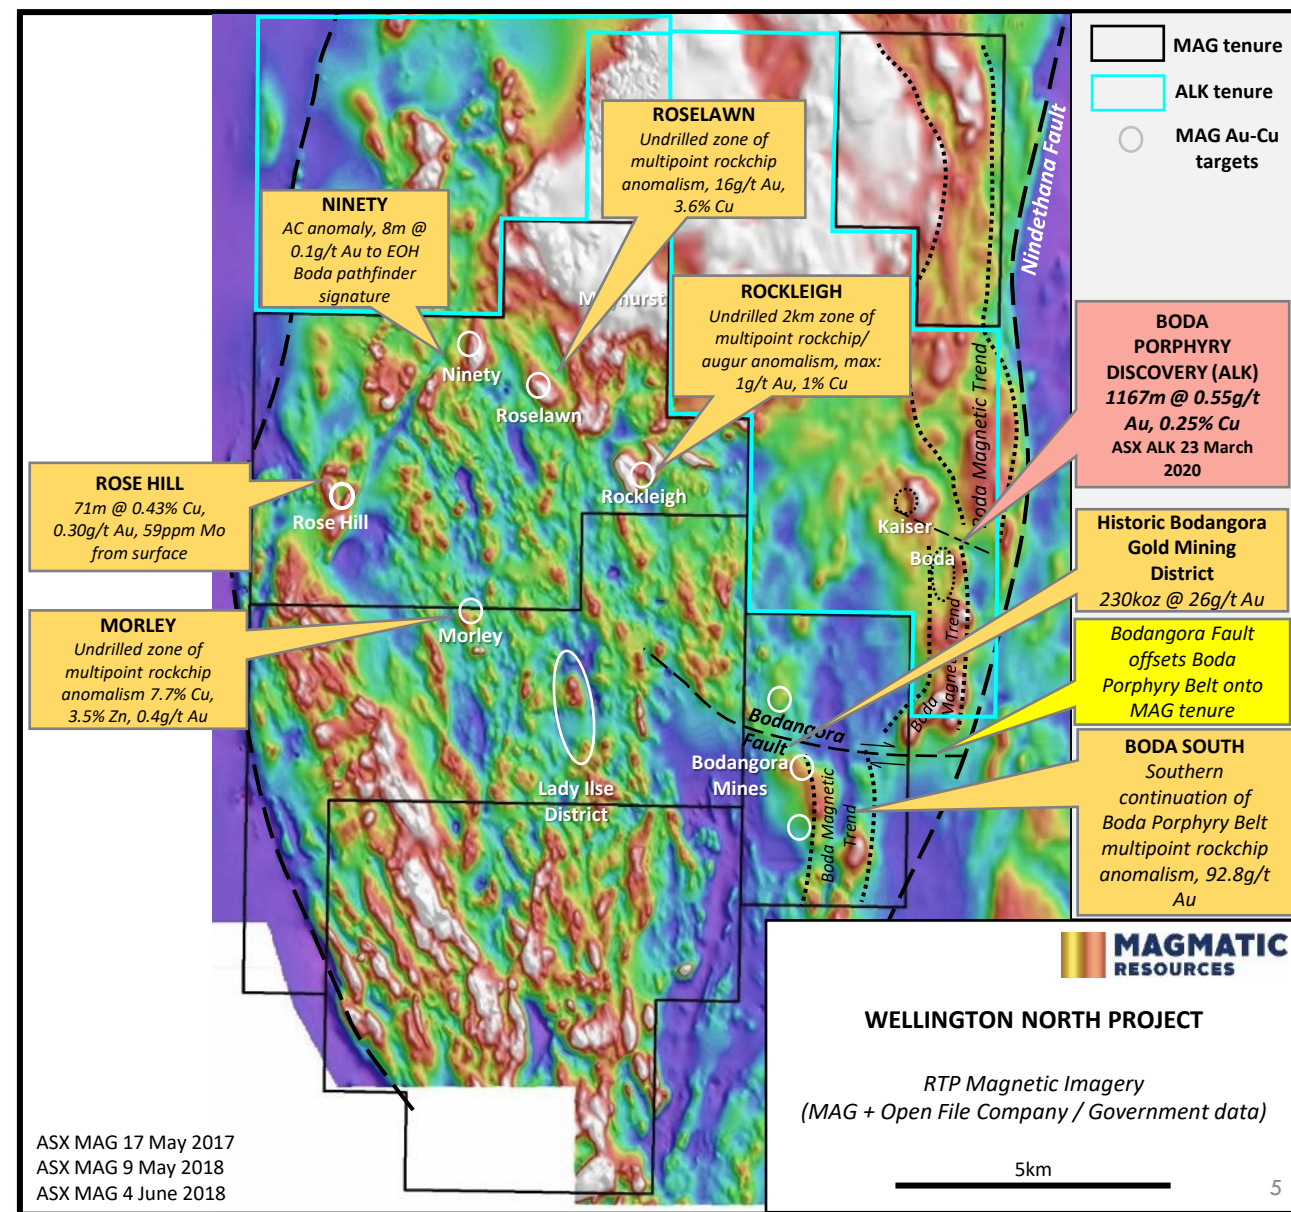 MAG tenure
ALK tenure
MAG Au-Cu
targets
Nindethana Fault
ROSELAWN
Undrilled zone of
multipoint rockchip
anomalism, 16g/t Au,
3.6% Cu
NINETY
AC anomaly, 8m @
0.1g/t Au to EOH
Boda pathfinder
signature
ROCKLEIGH
Undrilled 2km zone of
multipoint rockchip/
augur anomalism, max:
1g/t Au, 1% Cu
BODA
PORPHYRY
DISCOVERY (ALK)
1167m @ 0.55g/t
Au, 0.25% Cu
ASX ALK 23 March
2020
Ninety
Roselawn
Boda Magnetic Trend
ROSE HILL
71m @ 0.43% Cu,
0.30g/t Au, 59ppm Mo
from surface
Rose Hill
Rockleigh
Kaiser
Boda
Historic Bodangora
Gold Mining
District
230koz @ 26g/t Au
MORLEY
Undrilled zone of
multipoint rockchip
anomalism 7.7% Cu,
3.5% Zn, 0.4g/t Au
Morley
Boda Magnetic Trend
Bodangora Fault
offsets Boda
Porphyry Belt onto
MAG tenure
Bodangora
Fault
Bodangora
Mines
Lady Ilse
District
Boda Magnetic
Trend
BODA SOUTH
Southern
continuation of
Boda Porphyry Belt
multipoint rockchip
anomalism, 92.8g/t
Au
MAGMATIC
RESOURCES
WELLINGTON NORTH PROJECT
RTP Magnetic Imagery
(MAG + Open File Company / Government data)
5km
ASX MAG 17 May 2017
ASX MAG 9 May 2018
ASX MAG 4 June 2018
5